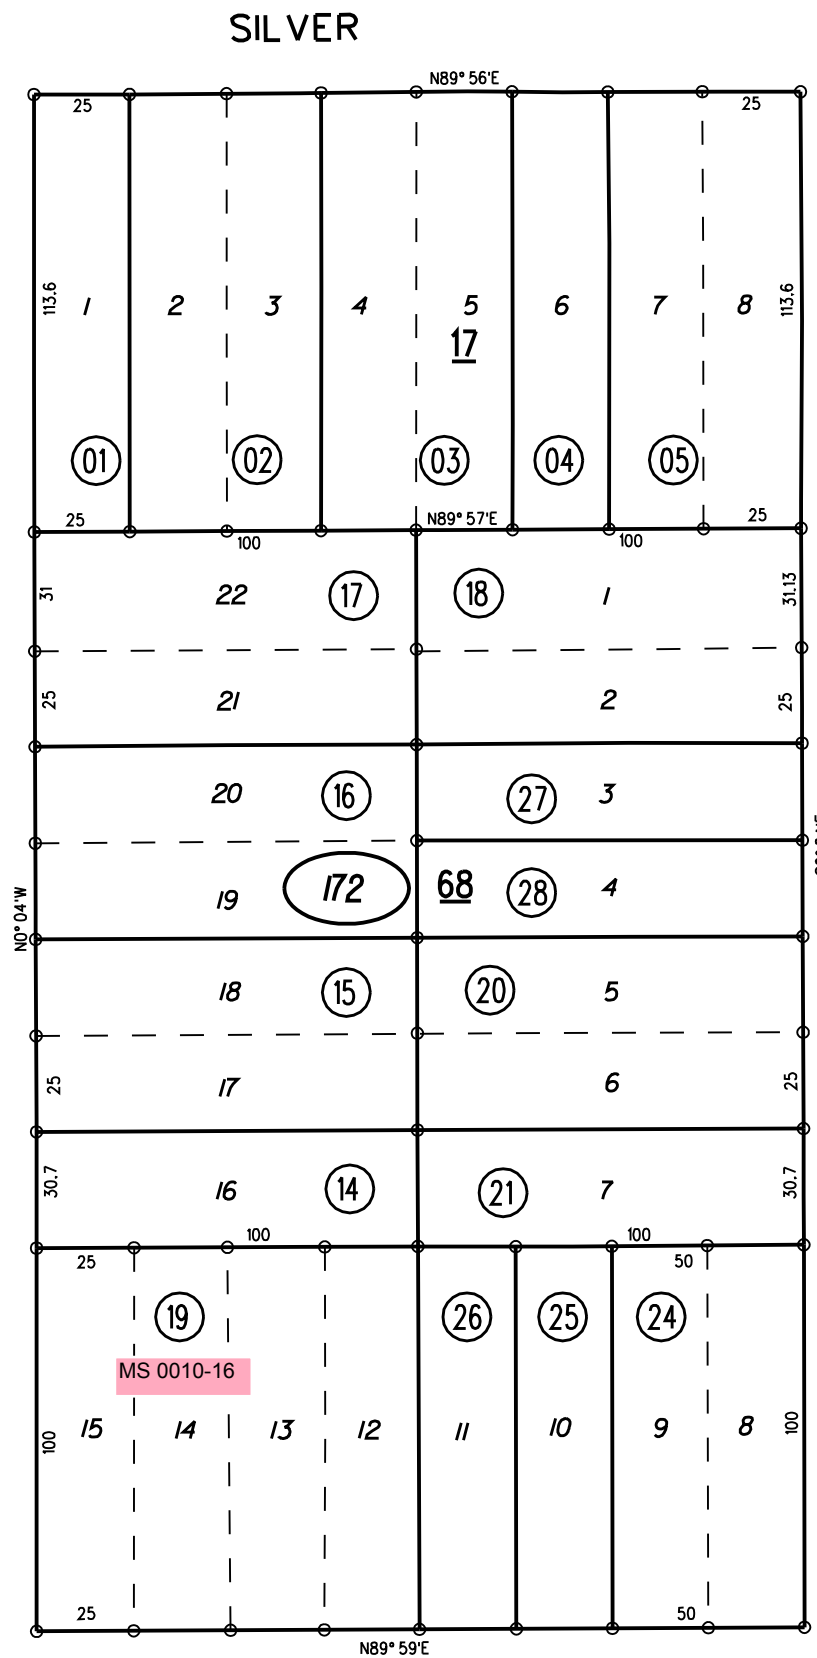 SILVER
N89° 56'E
25 25
113.6 1 2 3 4 5 6 7 8 113.6
17
01 02 03 04 05
25 N89° 57'E 25
100 100
31 22 17 18 1 31.13
25 21 2 25
20 16 27 3
19 172 68 28 4
N0° 04'W
18 15 20 5
25 17 6 25
30.7 16 14 21 7 30.7
100 100
25 50
19 26 25 24
MS 0010-16
100 15 14 13 12 11 10 9 8 100
25 50
N89° 59'E